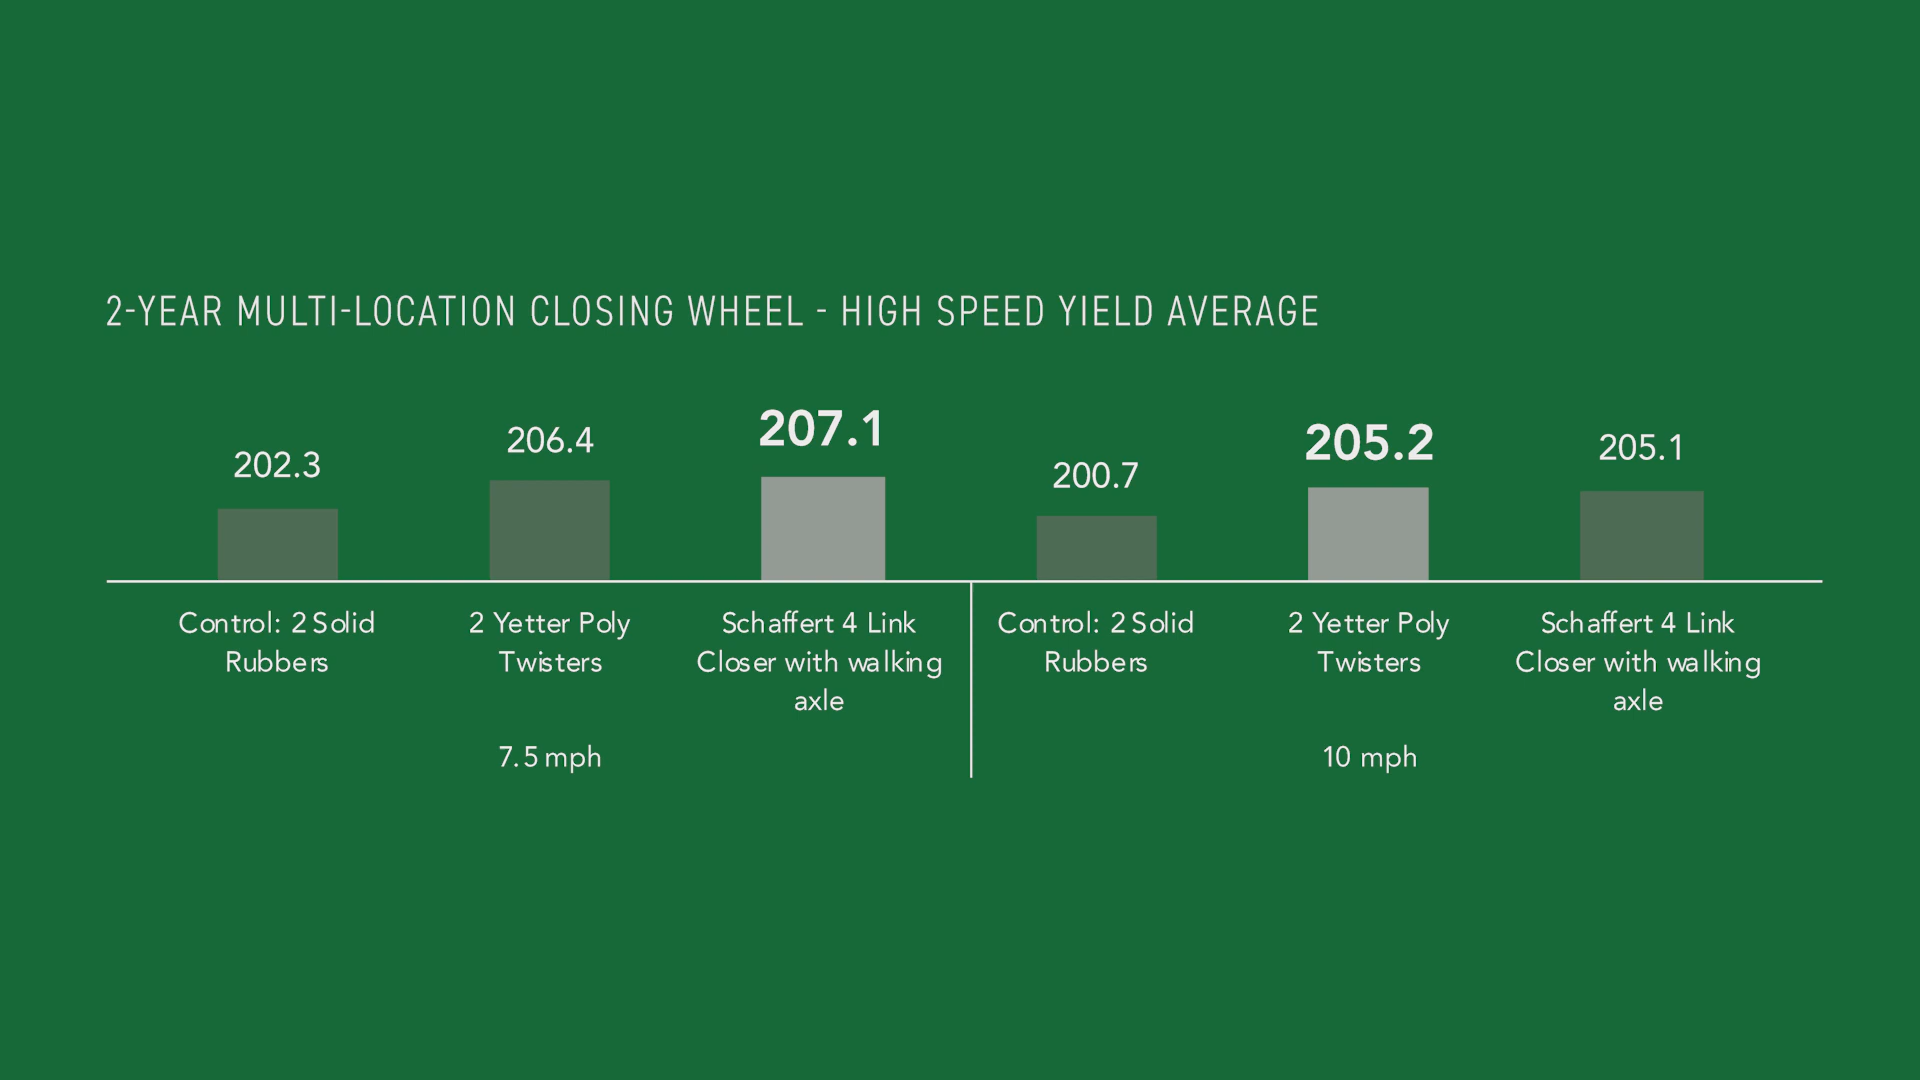 2-YEAR MULTI-LOCATION CLOSING WHEEL - HIGH SPEED YIELD AVERAGE
202.3
206.4
207.1
200.7
205.2
205.1
Control: 2 Solid
Rubbers
2 Yetter Poly
Twisters
Schaffert 4 Link
Closer with walking
axle
7.5 mph
Control: 2 Solid
Rubbers
2 Yetter Poly
Twisters
Schaffert 4 Link
Closer with walking
axle
10 mph